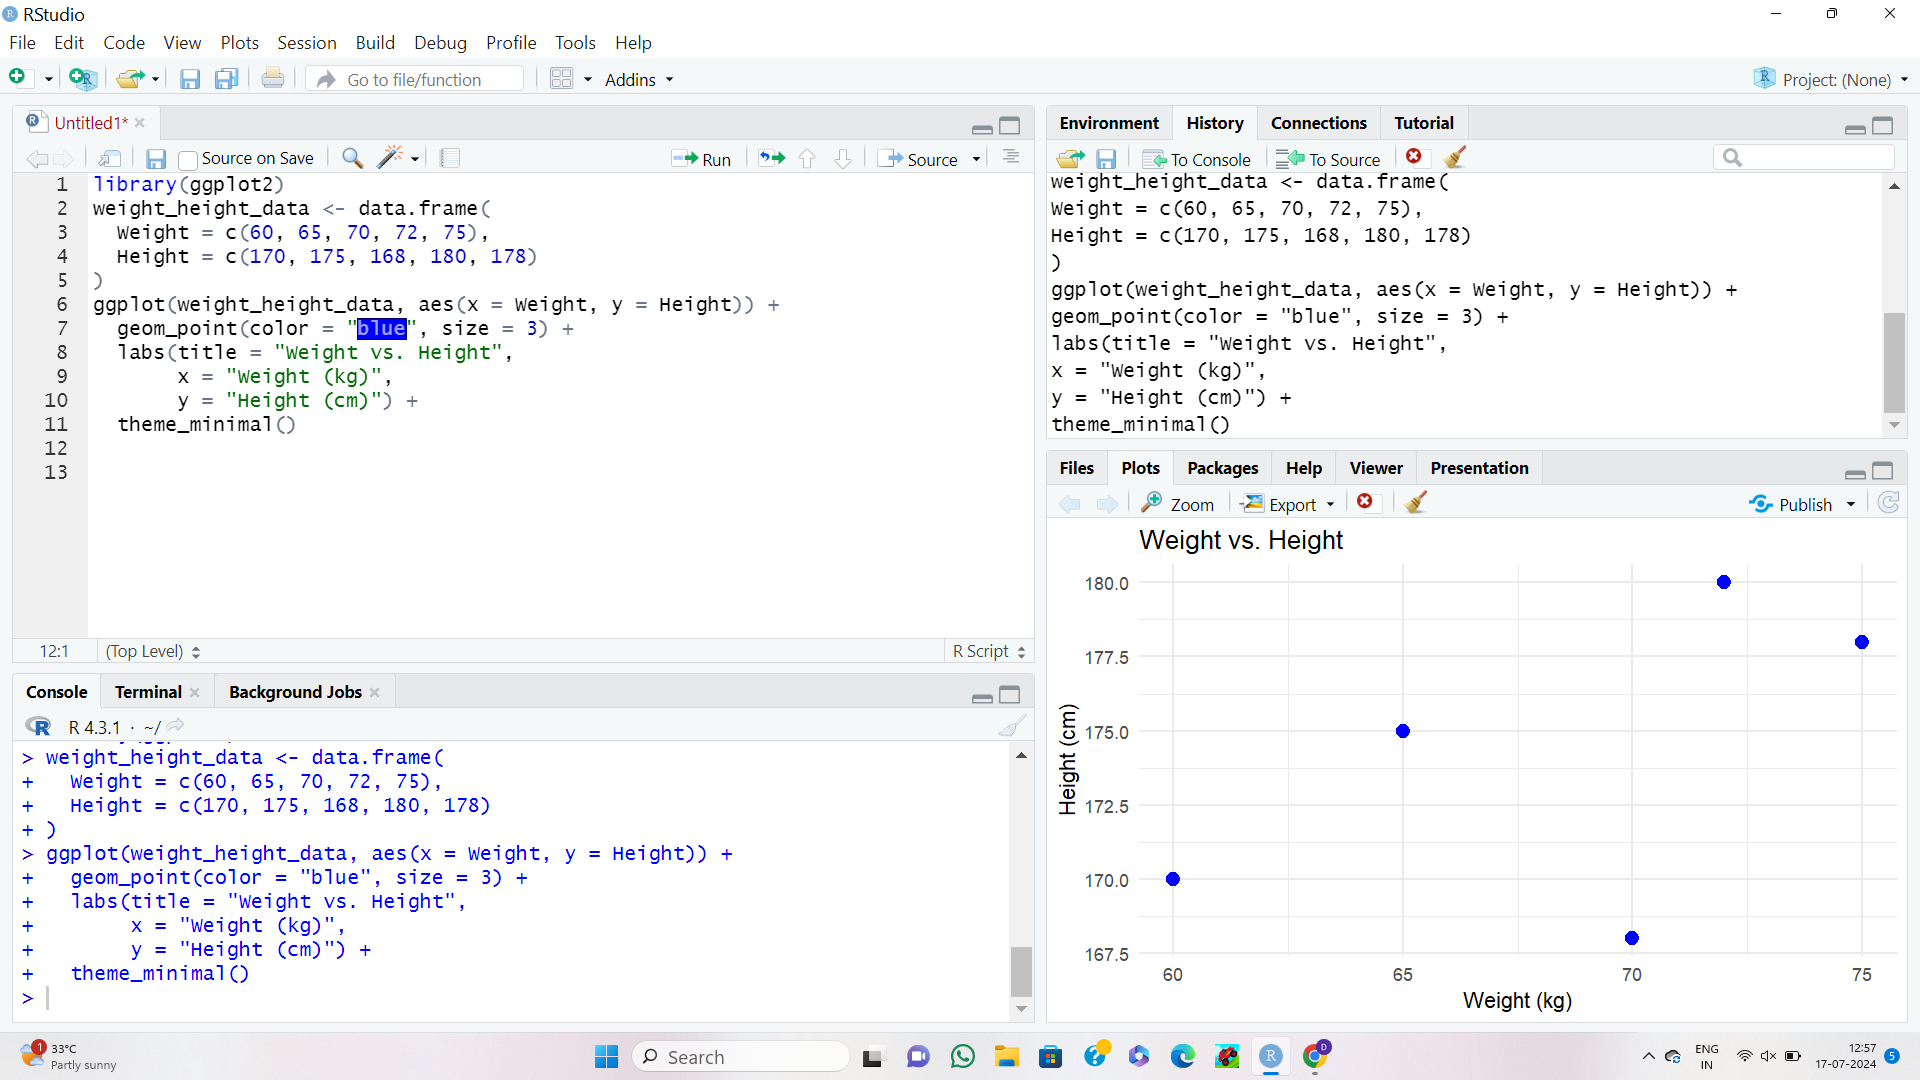 RStudio
File Edit Code View Plots Session Build Debug Profile Tools Help
Go to file/function Addins Project: (None)
Untitled1*
Source on Save Run Source
1 library(ggplot2)
2 weight_height_data <- data.frame(
3 Weight = c(60, 65, 70, 72, 75),
4 Height = c(170, 175, 168, 180, 178)
5 )
6 ggplot(weight_height_data, aes(x = Weight, y = Height)) +
7 geom_point(color = "blue", size = 3) +
8 labs(title = "Weight vs. Height",
9 x = "Weight (kg)",
10 y = "Height (cm)") +
11 theme_minimal()
12
13
12:1 (Top Level) R Script
Console Terminal Background Jobs
R 4.3.1 · ~/
> weight_height_data <- data.frame(
+ Weight = c(60, 65, 70, 72, 75),
+ Height = c(170, 175, 168, 180, 178)
+ )
> ggplot(weight_height_data, aes(x = Weight, y = Height)) +
+ geom_point(color = "blue", size = 3) +
+ labs(title = "Weight vs. Height",
+ x = "Weight (kg)",
+ y = "Height (cm)") +
+ theme_minimal()
>
Environment History Connections Tutorial
To Console To Source
weight_height_data <- data.frame(
Weight = c(60, 65, 70, 72, 75),
Height = c(170, 175, 168, 180, 178)
)
ggplot(weight_height_data, aes(x = Weight, y = Height)) +
geom_point(color = "blue", size = 3) +
labs(title = "Weight vs. Height",
x = "Weight (kg)",
y = "Height (cm)") +
theme_minimal()
Files Plots Packages Help Viewer Presentation
Zoom Export Publish
Weight vs. Height
180.0
177.5
175.0
172.5
170.0
167.5
Height (cm)
60 65 70 75
Weight (kg)
1
33°C
Partly sunny
Search
R
D
ENG
IN
12:57
17-07-2024
5